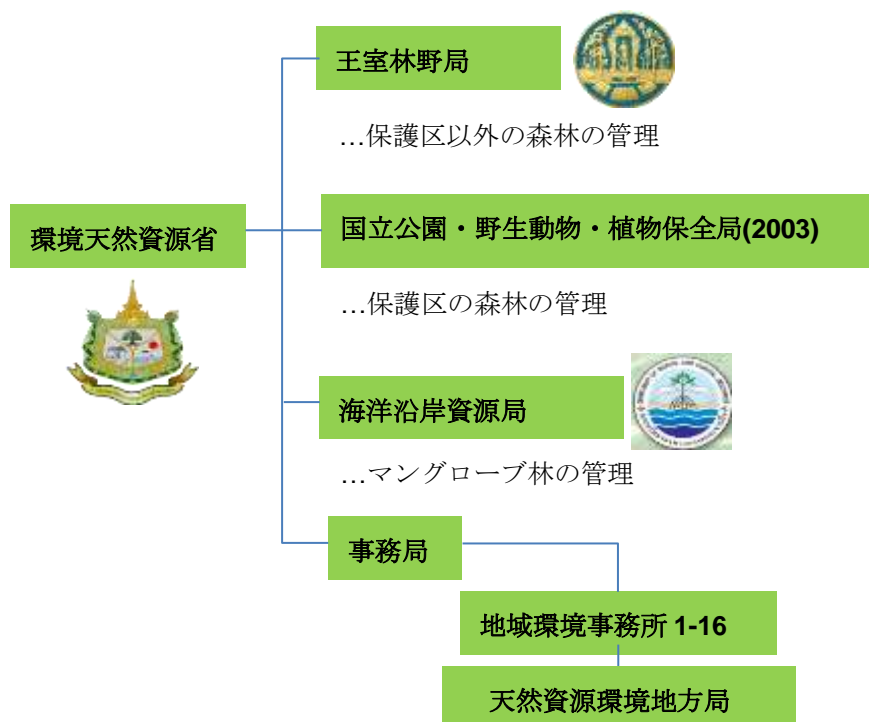 王室林野局
…保護区以外の森林の管理
環境天然資源省
国立公園・野生動物・植物保全局(2003)
…保護区の森林の管理
海洋沿岸資源局
…マングローブ林の管理
事務局
地域環境事務所 1-16
天然資源環境地方局